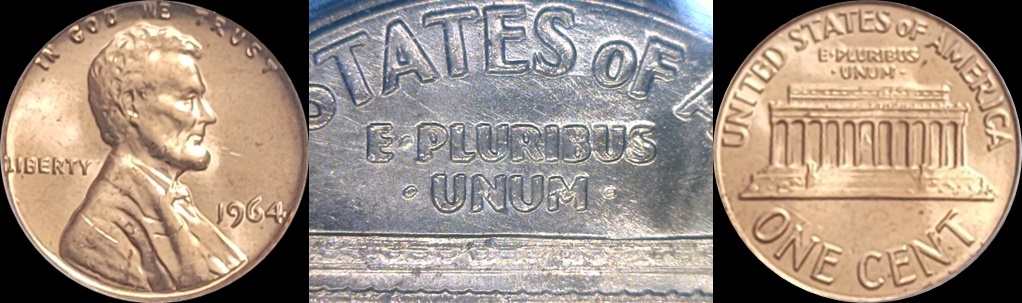 IN GOD WE TRUST
LIBERTY
1964
STATES OF A
E·PLURIBUS
·UNUM·
UNITED STATES OF AMERICA
E·PLURIBUS
·UNUM·
ONE CENT